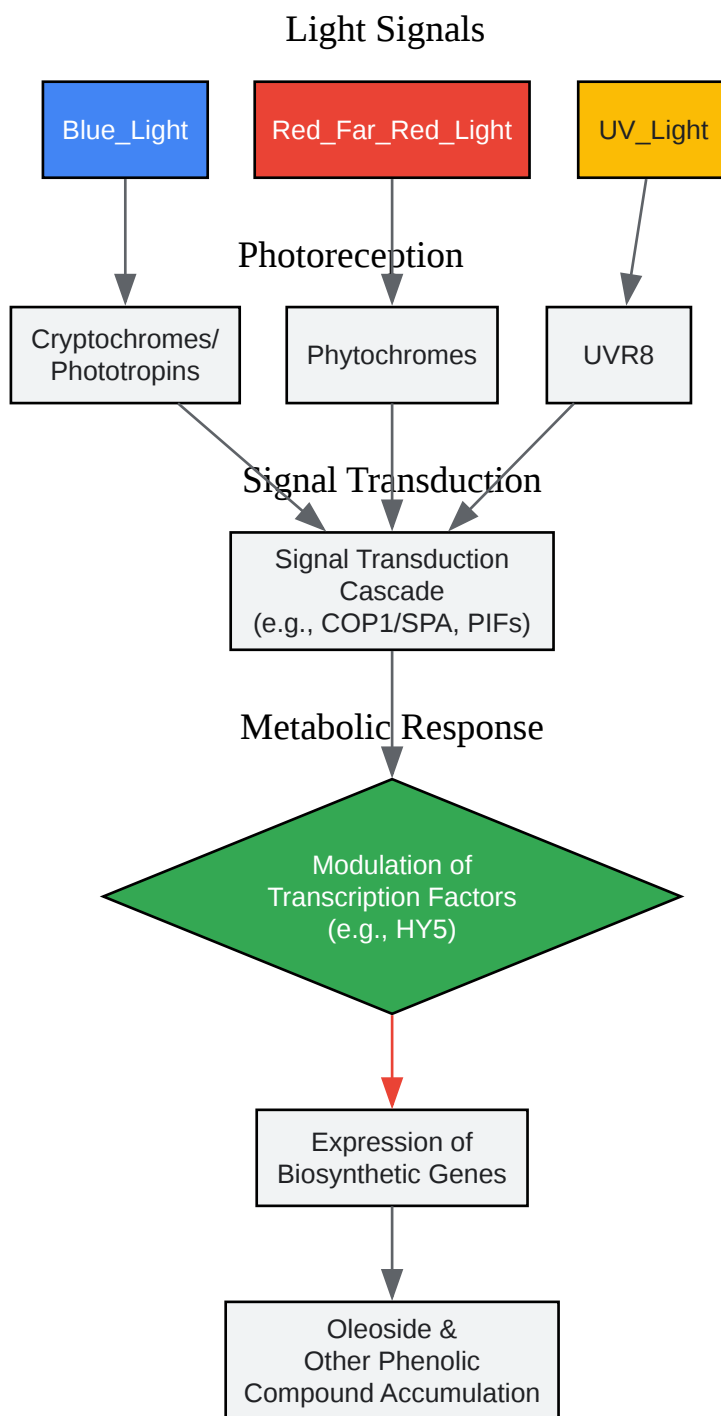 Light Signals
Blue_Light
Red_Far_Red_Light
UV_Light
Photoreception
Cryptochromes/
Phototropins
Phytochromes
UVR8
Signal Transduction
Signal Transduction
Cascade
(e.g., COP1/SPA, PIFs)
Metabolic Response
Modulation of
Transcription Factors
(e.g., HY5)
Expression of
Biosynthetic Genes
Oleoside &
Other Phenolic
Compound Accumulation